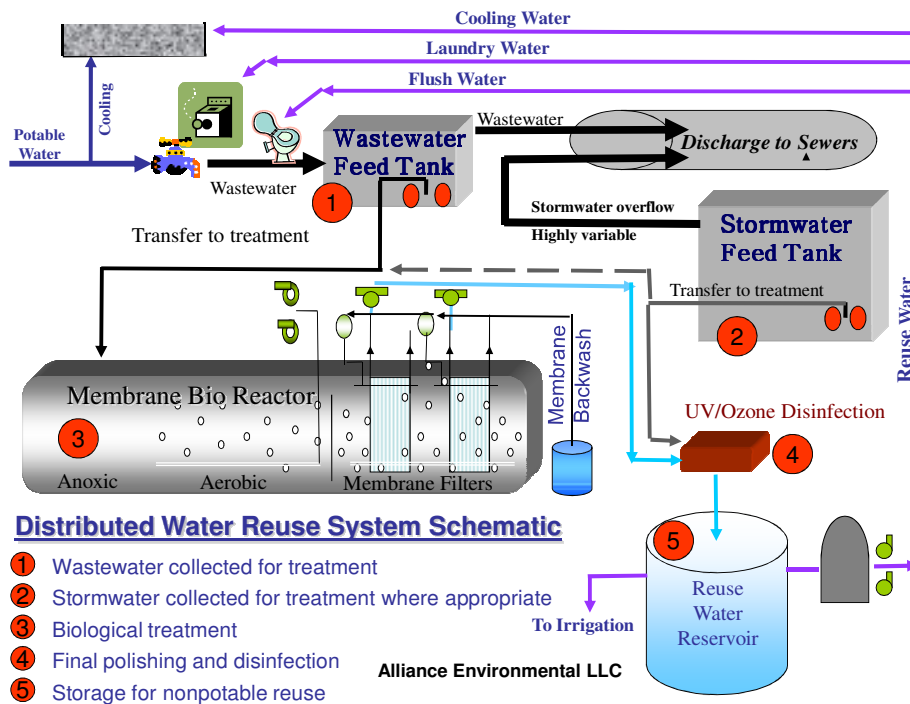 Cooling Water
Laundry Water
Flush Water
Cooling
Potable
Water
Wastewater
Wastewater
Feed Tank
1
Wastewater
Discharge to Sewers
Stormwater overflow
Highly variable
Stormwater
Feed Tank
Transfer to treatment
2
Reuse Water
Transfer to treatment
Membrane Bio Reactor
3
Anoxic
Aerobic
Membrane Filters
Membrane
Backwash
UV/Ozone Disinfection
4
5
Reuse
Water
Reservoir
To Irrigation
Distributed Water Reuse System Schematic
1 Wastewater collected for treatment
2 Stormwater collected for treatment where appropriate
3 Biological treatment
4 Final polishing and disinfection
5 Storage for nonpotable reuse
Alliance Environmental LLC